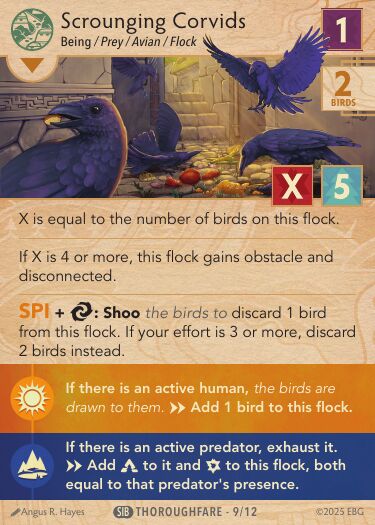 Scrounging Corvids
Being / Prey / Avian / Flock
1
2
BIRDS
X
5
X is equal to the number of birds on this flock.
If X is 4 or more, this flock gains obstacle and
disconnected.
SPI + : Shoo the birds to discard 1 bird
from this flock. If your effort is 3 or more, discard
2 birds instead.
If there is an active human, the birds are
drawn to them. Add 1 bird to this flock.
If there is an active predator, exhaust it.
Add to it and to this flock, both
equal to that predator's presence.
Angus R. Hayes
SIB THOROUGHFARE - 9/12
©2025 EBG